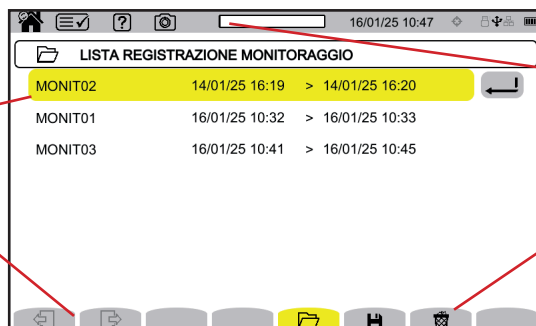 16/01/25 10:47
LISTA REGISTRAZIONE MONITORAGGIO
MONIT02 14/01/25 16:19 > 14/01/25 16:20
MONIT01 16/01/25 10:32 > 16/01/25 10:33
MONIT03 16/01/25 10:41 > 16/01/25 10:45